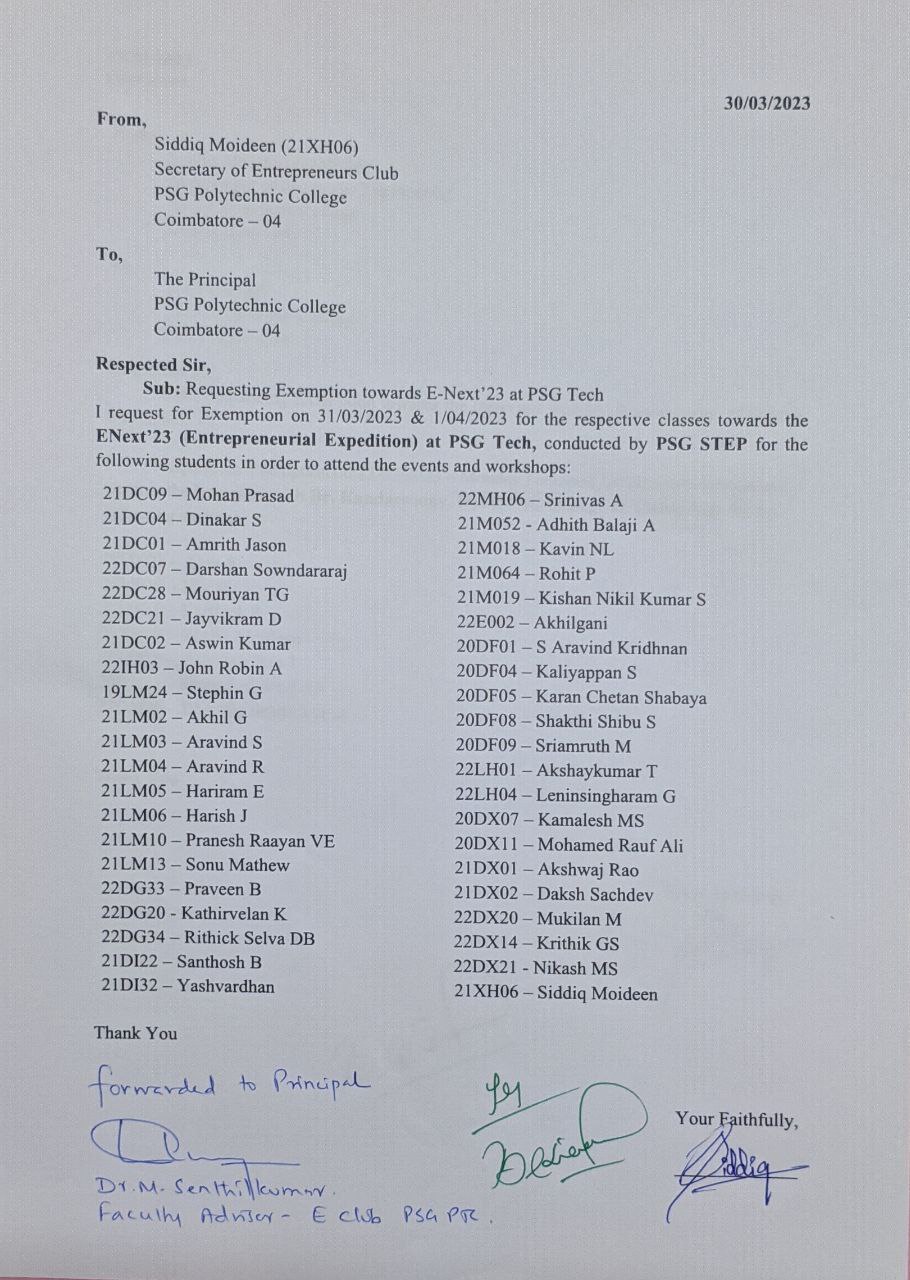 30/03/2023
From,
Siddiq Moideen (21XH06)
Secretary of Entrepreneurs Club
PSG Polytechnic College
Coimbatore – 04
To,
The Principal
PSG Polytechnic College
Coimbatore – 04
Respected Sir,
Sub: Requesting Exemption towards E-Next'23 at PSG Tech
I request for Exemption on 31/03/2023 & 1/04/2023 for the respective classes towards the
ENext'23 (Entrepreneurial Expedition) at PSG Tech, conducted by PSG STEP for the
following students in order to attend the events and workshops:
21DC09 – Mohan Prasad
21DC04 – Dinakar S
21DC01 – Amrith Jason
22DC07 – Darshan Sowndararaj
22DC28 – Mouriyan TG
22DC21 – Jayvikram D
21DC02 – Aswin Kumar
22IH03 – John Robin A
19LM24 – Stephin G
21LM02 – Akhil G
21LM03 – Aravind S
21LM04 – Aravind R
21LM05 – Hariram E
21LM06 – Harish J
21LM10 – Pranesh Raayan VE
21LM13 – Sonu Mathew
22DG33 – Praveen B
22DG20 - Kathirvelan K
22DG34 – Rithick Selva DB
21DI22 – Santhosh B
21DI32 – Yashvardhan
22MH06 – Srinivas A
21M052 - Adhith Balaji A
21M018 – Kavin NL
21M064 – Rohit P
21M019 – Kishan Nikil Kumar S
22E002 – Akhilgani
20DF01 – S Aravind Kridhnan
20DF04 – Kaliyappan S
20DF05 – Karan Chetan Shabaya
20DF08 – Shakthi Shibu S
20DF09 – Sriamruth M
22LH01 – Akshaykumar T
22LH04 – Leninsingharam G
20DX07 – Kamalesh MS
20DX11 – Mohamed Rauf Ali
21DX01 – Akshwaj Rao
21DX02 – Daksh Sachdev
22DX20 – Mukilan M
22DX14 – Krithik GS
22DX21 - Nikash MS
21XH06 – Siddiq Moideen
Thank You
forwarded to Principal
Your Faithfully,
Siddiq
Dr. M. Senthilkumar.
Faculty Advisor - E club PSG PTC.